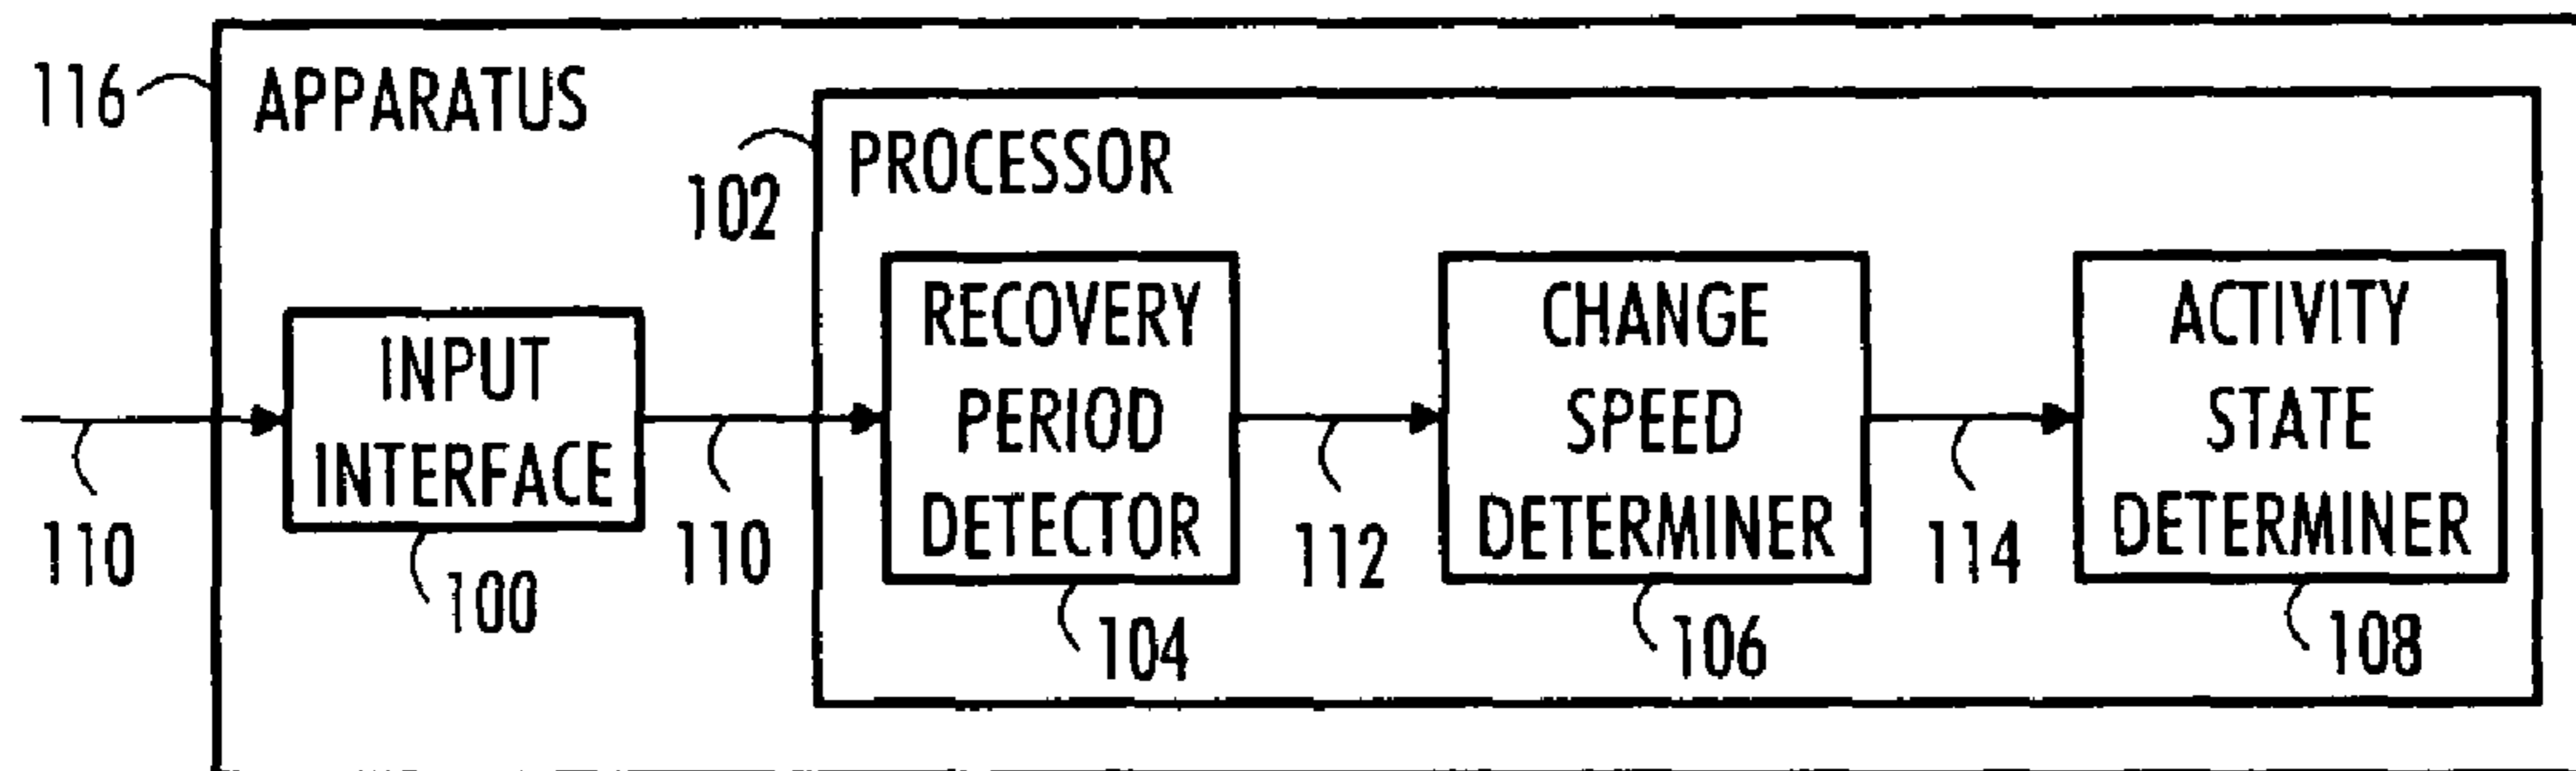 116
APPARATUS
102
PROCESSOR
110
INPUT
INTERFACE
100
110
RECOVERY
PERIOD
DETECTOR
104
112
CHANGE
SPEED
DETERMINER
106
114
ACTIVITY
STATE
DETERMINER
108